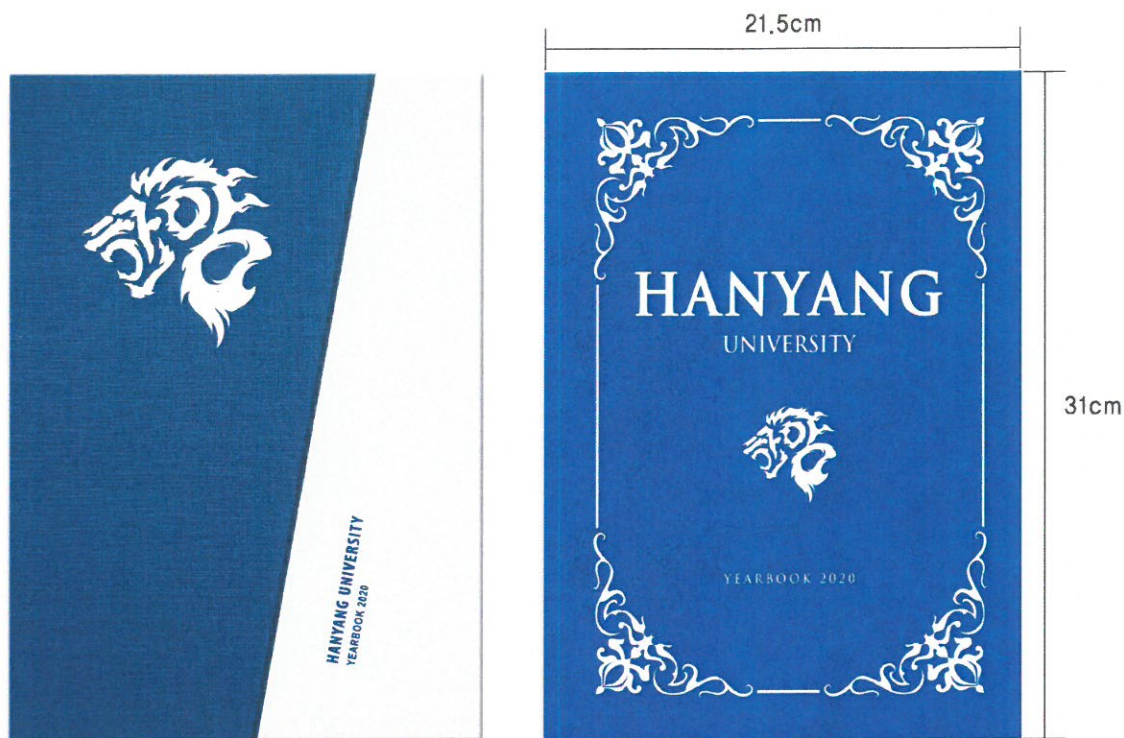 21.5cm
HANYANG UNIVERSITY
YEARBOOK 2020
HANYANG
UNIVERSITY
YEARBOOK 2020
31cm